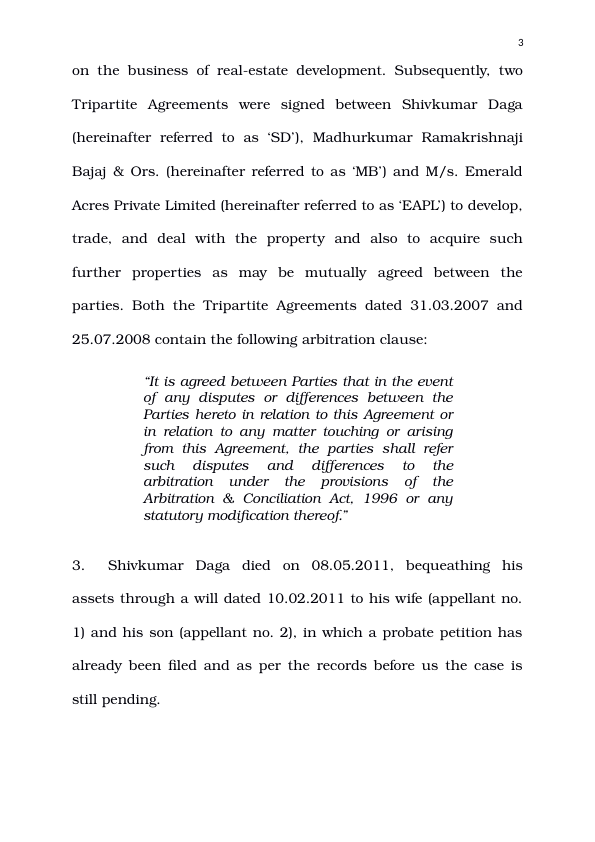 3
on the business of real-estate development. Subsequently, two
Tripartite Agreements were signed between Shivkumar Daga
(hereinafter referred to as ‘SD’), Madhurkumar Ramakrishnaji
Bajaj & Ors. (hereinafter referred to as ‘MB’) and M/s. Emerald
Acres Private Limited (hereinafter referred to as ‘EAPL’) to develop,
trade, and deal with the property and also to acquire such
further properties as may be mutually agreed between the
parties. Both the Tripartite Agreements dated 31.03.2007 and
25.07.2008 contain the following arbitration clause:
“It is agreed between Parties that in the event
of any disputes or differences between the
Parties hereto in relation to this Agreement or
in relation to any matter touching or arising
from this Agreement, the parties shall refer
such disputes and differences to the
arbitration under the provisions of the
Arbitration & Conciliation Act, 1996 or any
statutory modification thereof.”
3. Shivkumar Daga died on 08.05.2011, bequeathing his
assets through a will dated 10.02.2011 to his wife (appellant no.
1) and his son (appellant no. 2), in which a probate petition has
already been filed and as per the records before us the case is
still pending.